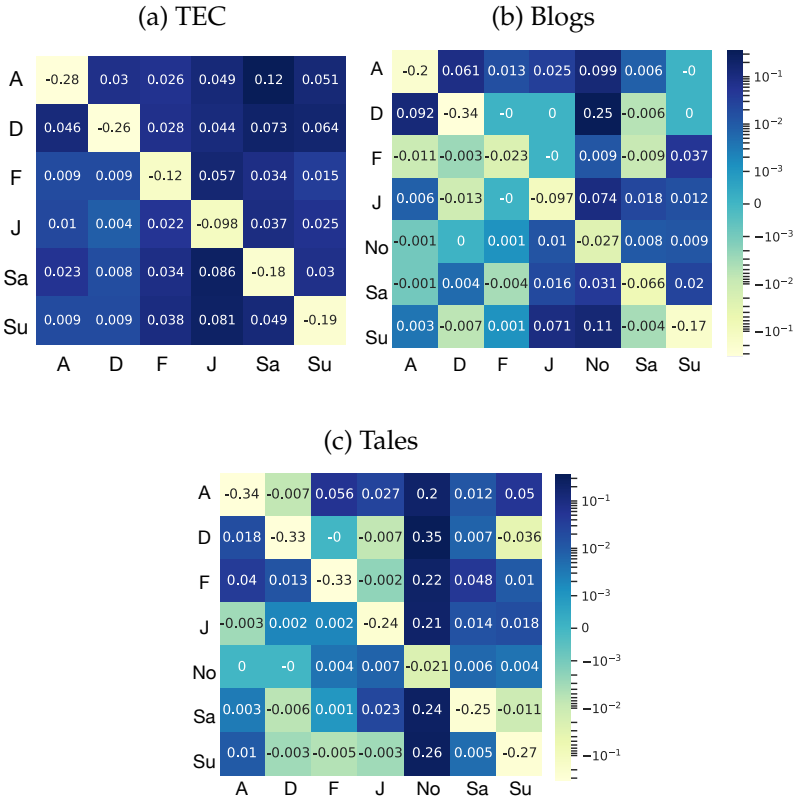 (a) TEC
A -0.28 0.03 0.026 0.049 0.12 0.051
D 0.046 -0.26 0.028 0.044 0.073 0.064
F 0.009 0.009 -0.12 0.057 0.034 0.015
J 0.01 0.004 0.022 -0.098 0.037 0.025
Sa 0.023 0.008 0.034 0.086 -0.18 0.03
Su 0.009 0.009 0.038 0.081 0.049 -0.19
A D F J Sa Su
(b) Blogs
A -0.2 0.061 0.013 0.025 0.099 0.006 -0
D 0.092 -0.34 -0 0 0.25 -0.006 0
F -0.011 -0.003 -0.023 -0 0.009 -0.009 0.037
J 0.006 -0.013 -0 -0.097 0.074 0.018 0.012
No -0.001 0 0.001 0.01 -0.027 0.008 0.009
Sa -0.001 0.004 -0.004 0.016 0.031 -0.066 0.02
Su 0.003 -0.007 0.001 0.071 0.11 -0.004 -0.17
A D F J No Sa Su
10⁻¹
10⁻²
10⁻³
0
−10⁻³
−10⁻²
−10⁻¹
(c) Tales
A -0.34 -0.007 0.056 0.027 0.2 0.012 0.05
D 0.018 -0.33 -0 -0.007 0.35 0.007 -0.036
F 0.04 0.013 -0.33 -0.002 0.22 0.048 0.01
J -0.003 0.002 0.002 -0.24 0.21 0.014 0.018
No 0 -0 0.004 0.007 -0.021 0.006 0.004
Sa 0.003 -0.006 0.001 0.023 0.24 -0.25 -0.011
Su 0.01 -0.003 -0.005 -0.003 0.26 0.005 -0.27
A D F J No Sa Su
10⁻¹
10⁻²
10⁻³
0
−10⁻³
−10⁻²
−10⁻¹